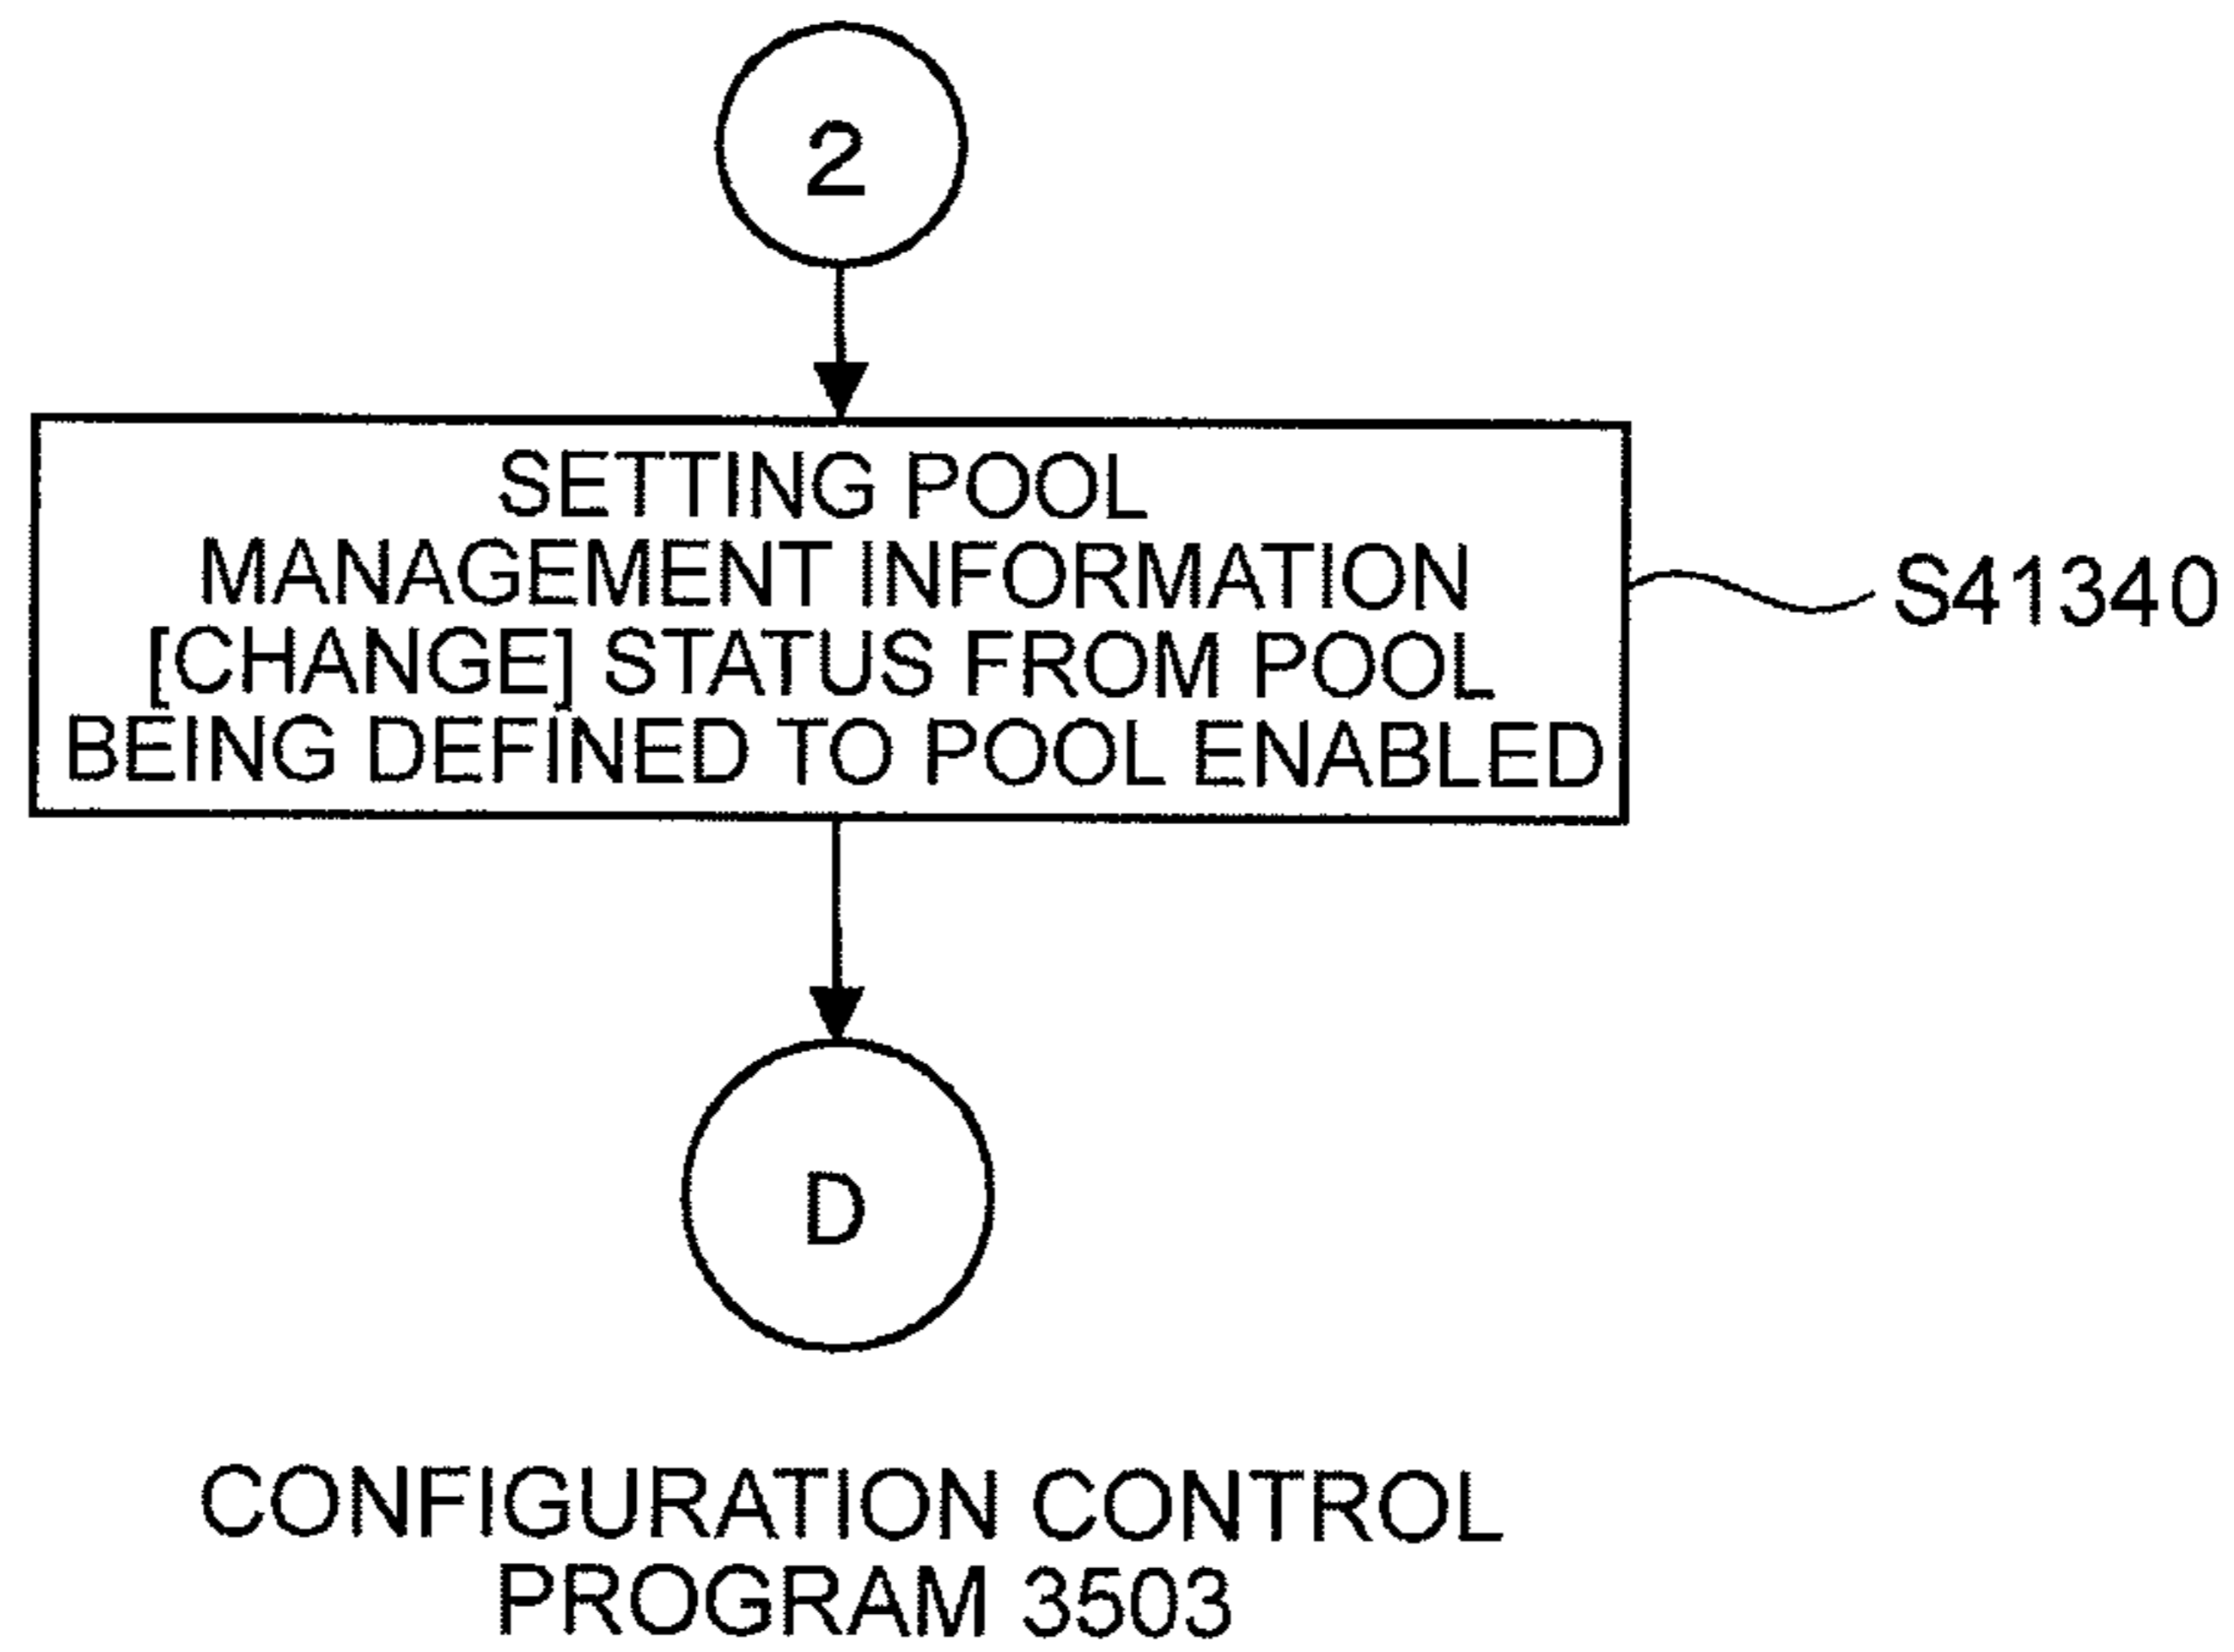 2
SETTING POOL
MANAGEMENT INFORMATION
[CHANGE] STATUS FROM POOL
BEING DEFINED TO POOL ENABLED
S41340
D
CONFIGURATION CONTROL
PROGRAM 3503